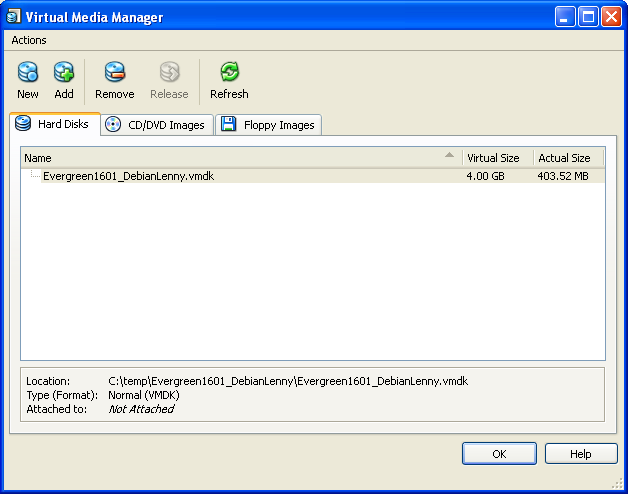 Virtual Media Manager
Actions
New Add Remove Release Refresh
Hard Disks CD/DVD Images Floppy Images
Name Virtual Size Actual Size
Evergreen1601_DebianLenny.vmdk 4.00 GB 403.52 MB
Location: C:\temp\Evergreen1601_DebianLenny\Evergreen1601_DebianLenny.vmdk
Type (Format): Normal (VMDK)
Attached to: Not Attached
OK Help